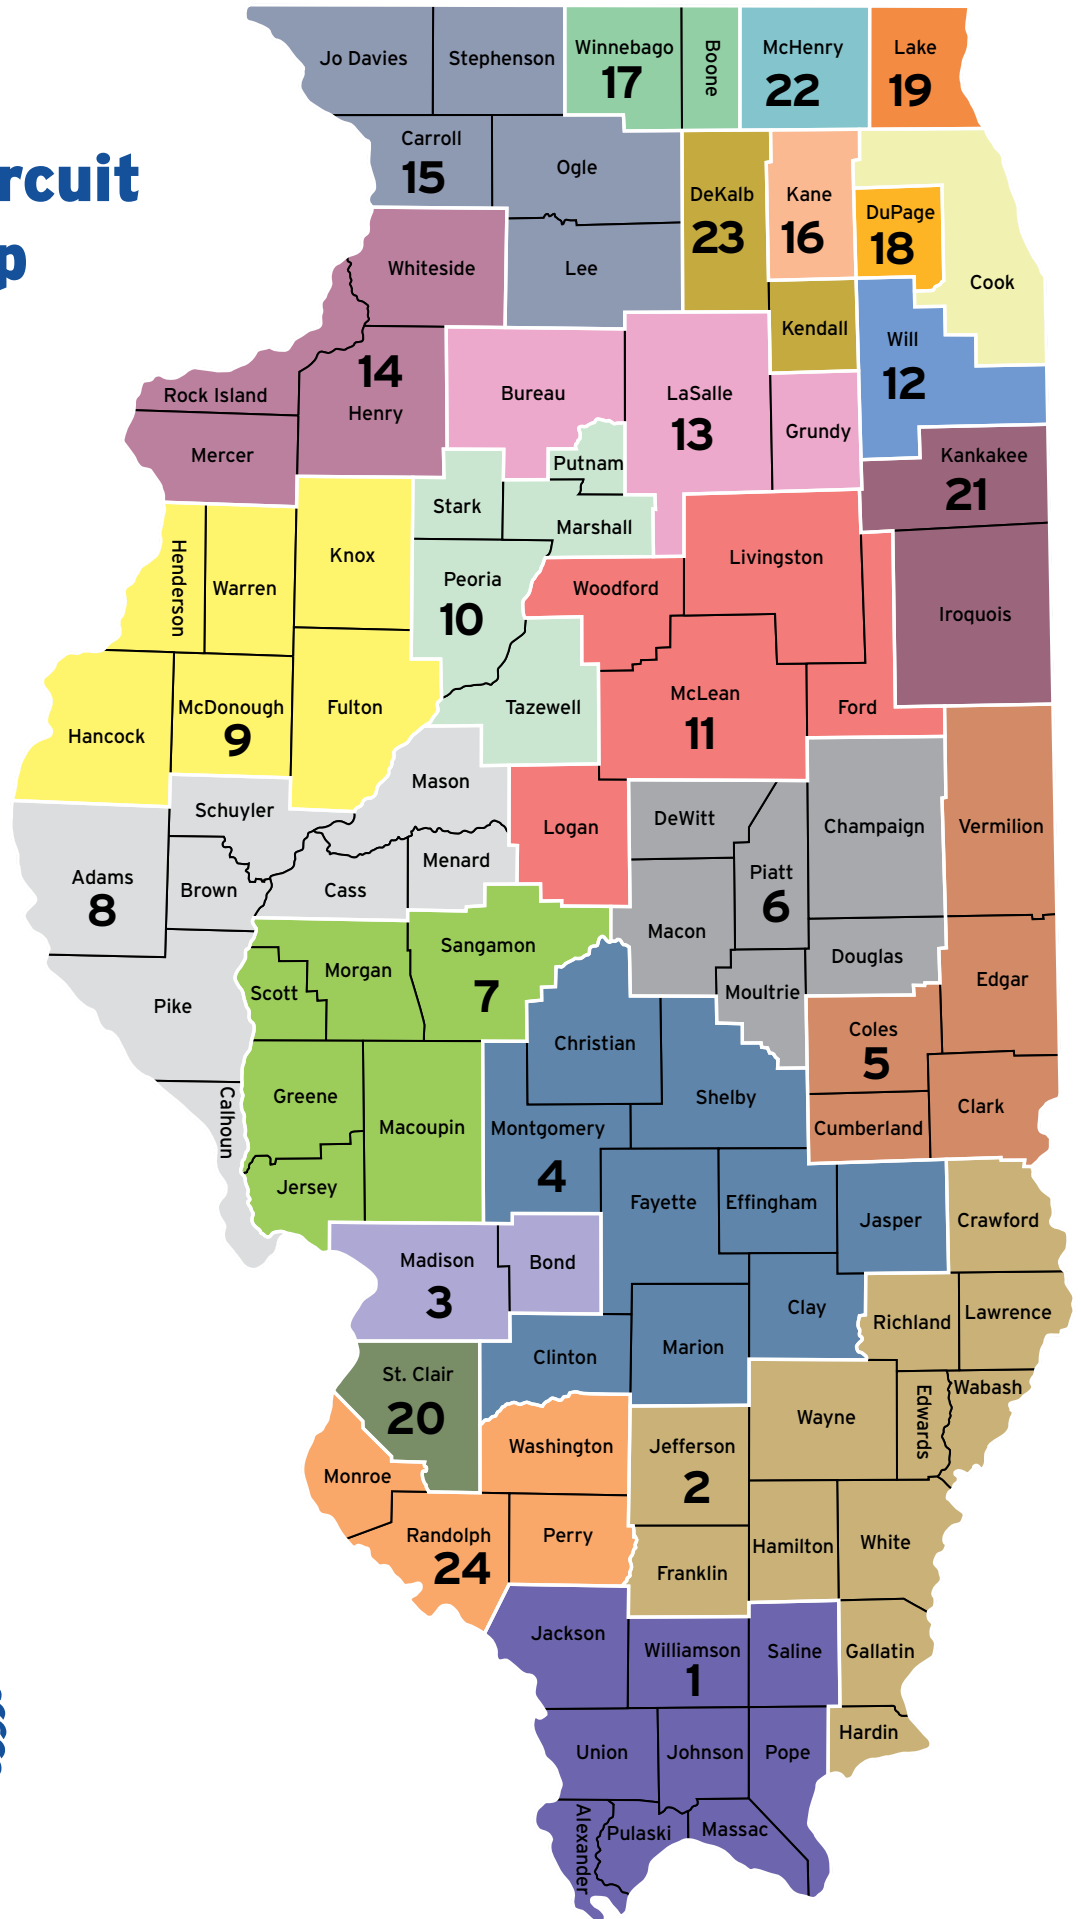 rcuit
p
Jo Davies
Stephenson
Winnebago
17
Boone
McHenry
22
Lake
19
Carroll
15
Ogle
DeKalb
23
Kane
16
DuPage
18
Cook
Whiteside
Lee
Kendall
Will
12
Rock Island
14
Henry
Bureau
LaSalle
13
Grundy
Mercer
Putnam
Kankakee
21
Stark
Marshall
Henderson
Warren
Knox
Peoria
10
Woodford
Livingston
Iroquois
Hancock
McDonough
9
Fulton
Tazewell
McLean
11
Ford
Mason
Schuyler
Logan
DeWitt
Champaign
Vermilion
Adams
8
Brown
Cass
Menard
Piatt
6
Macon
Sangamon
7
Morgan
Scott
Douglas
Edgar
Pike
Moultrie
Christian
Coles
5
Shelby
Greene
Calhoun
Macoupin
Montgomery
4
Cumberland
Clark
Jersey
Fayette
Effingham
Jasper
Crawford
Madison
3
Bond
Clay
Richland
Lawrence
Clinton
Marion
St. Clair
20
Wayne
Edwards
Wabash
Washington
Jefferson
2
Monroe
Randolph
24
Perry
Franklin
Hamilton
White
Jackson
Williamson
1
Saline
Gallatin
Hardin
Union
Johnson
Pope
Alexander
Pulaski
Massac